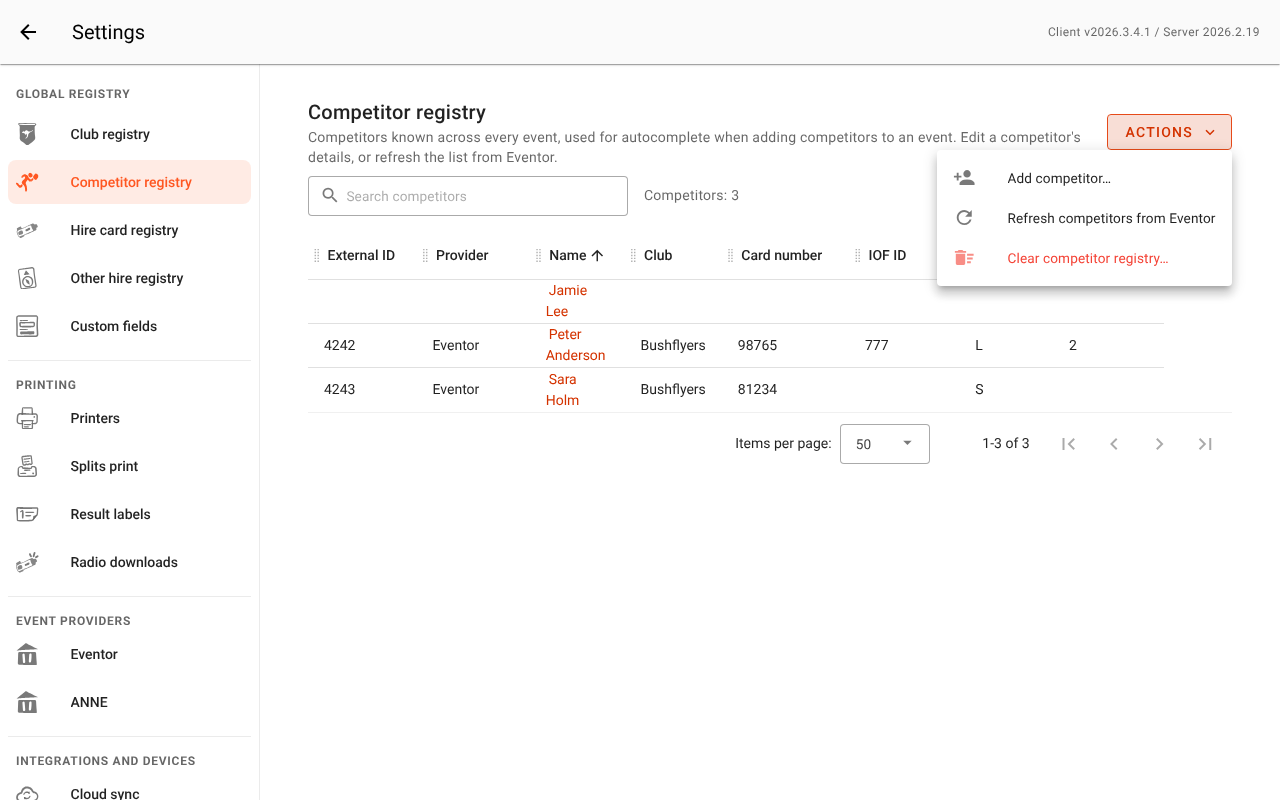 Settings
Client v2026.3.4.1 / Server 2026.2.19
GLOBAL REGISTRY
Club registry
Competitor registry
Hire card registry
Other hire registry
Custom fields
PRINTING
Printers
Splits print
Result labels
Radio downloads
EVENT PROVIDERS
Eventor
ANNE
INTEGRATIONS AND DEVICES
Cloud sync
Competitor registry
Competitors known across every event, used for autocomplete when adding competitors to an event. Edit a competitor's
details, or refresh the list from Eventor.
ACTIONS
Add competitor...
Refresh competitors from Eventor
Clear competitor registry...
Search competitors
Competitors: 3
External ID Provider Name Club Card number IOF ID
Jamie
Lee
4242 Eventor Peter Anderson Bushflyers 98765 777 L 2
4243 Eventor Sara Holm Bushflyers 81234 S
Items per page: 50 1-3 of 3